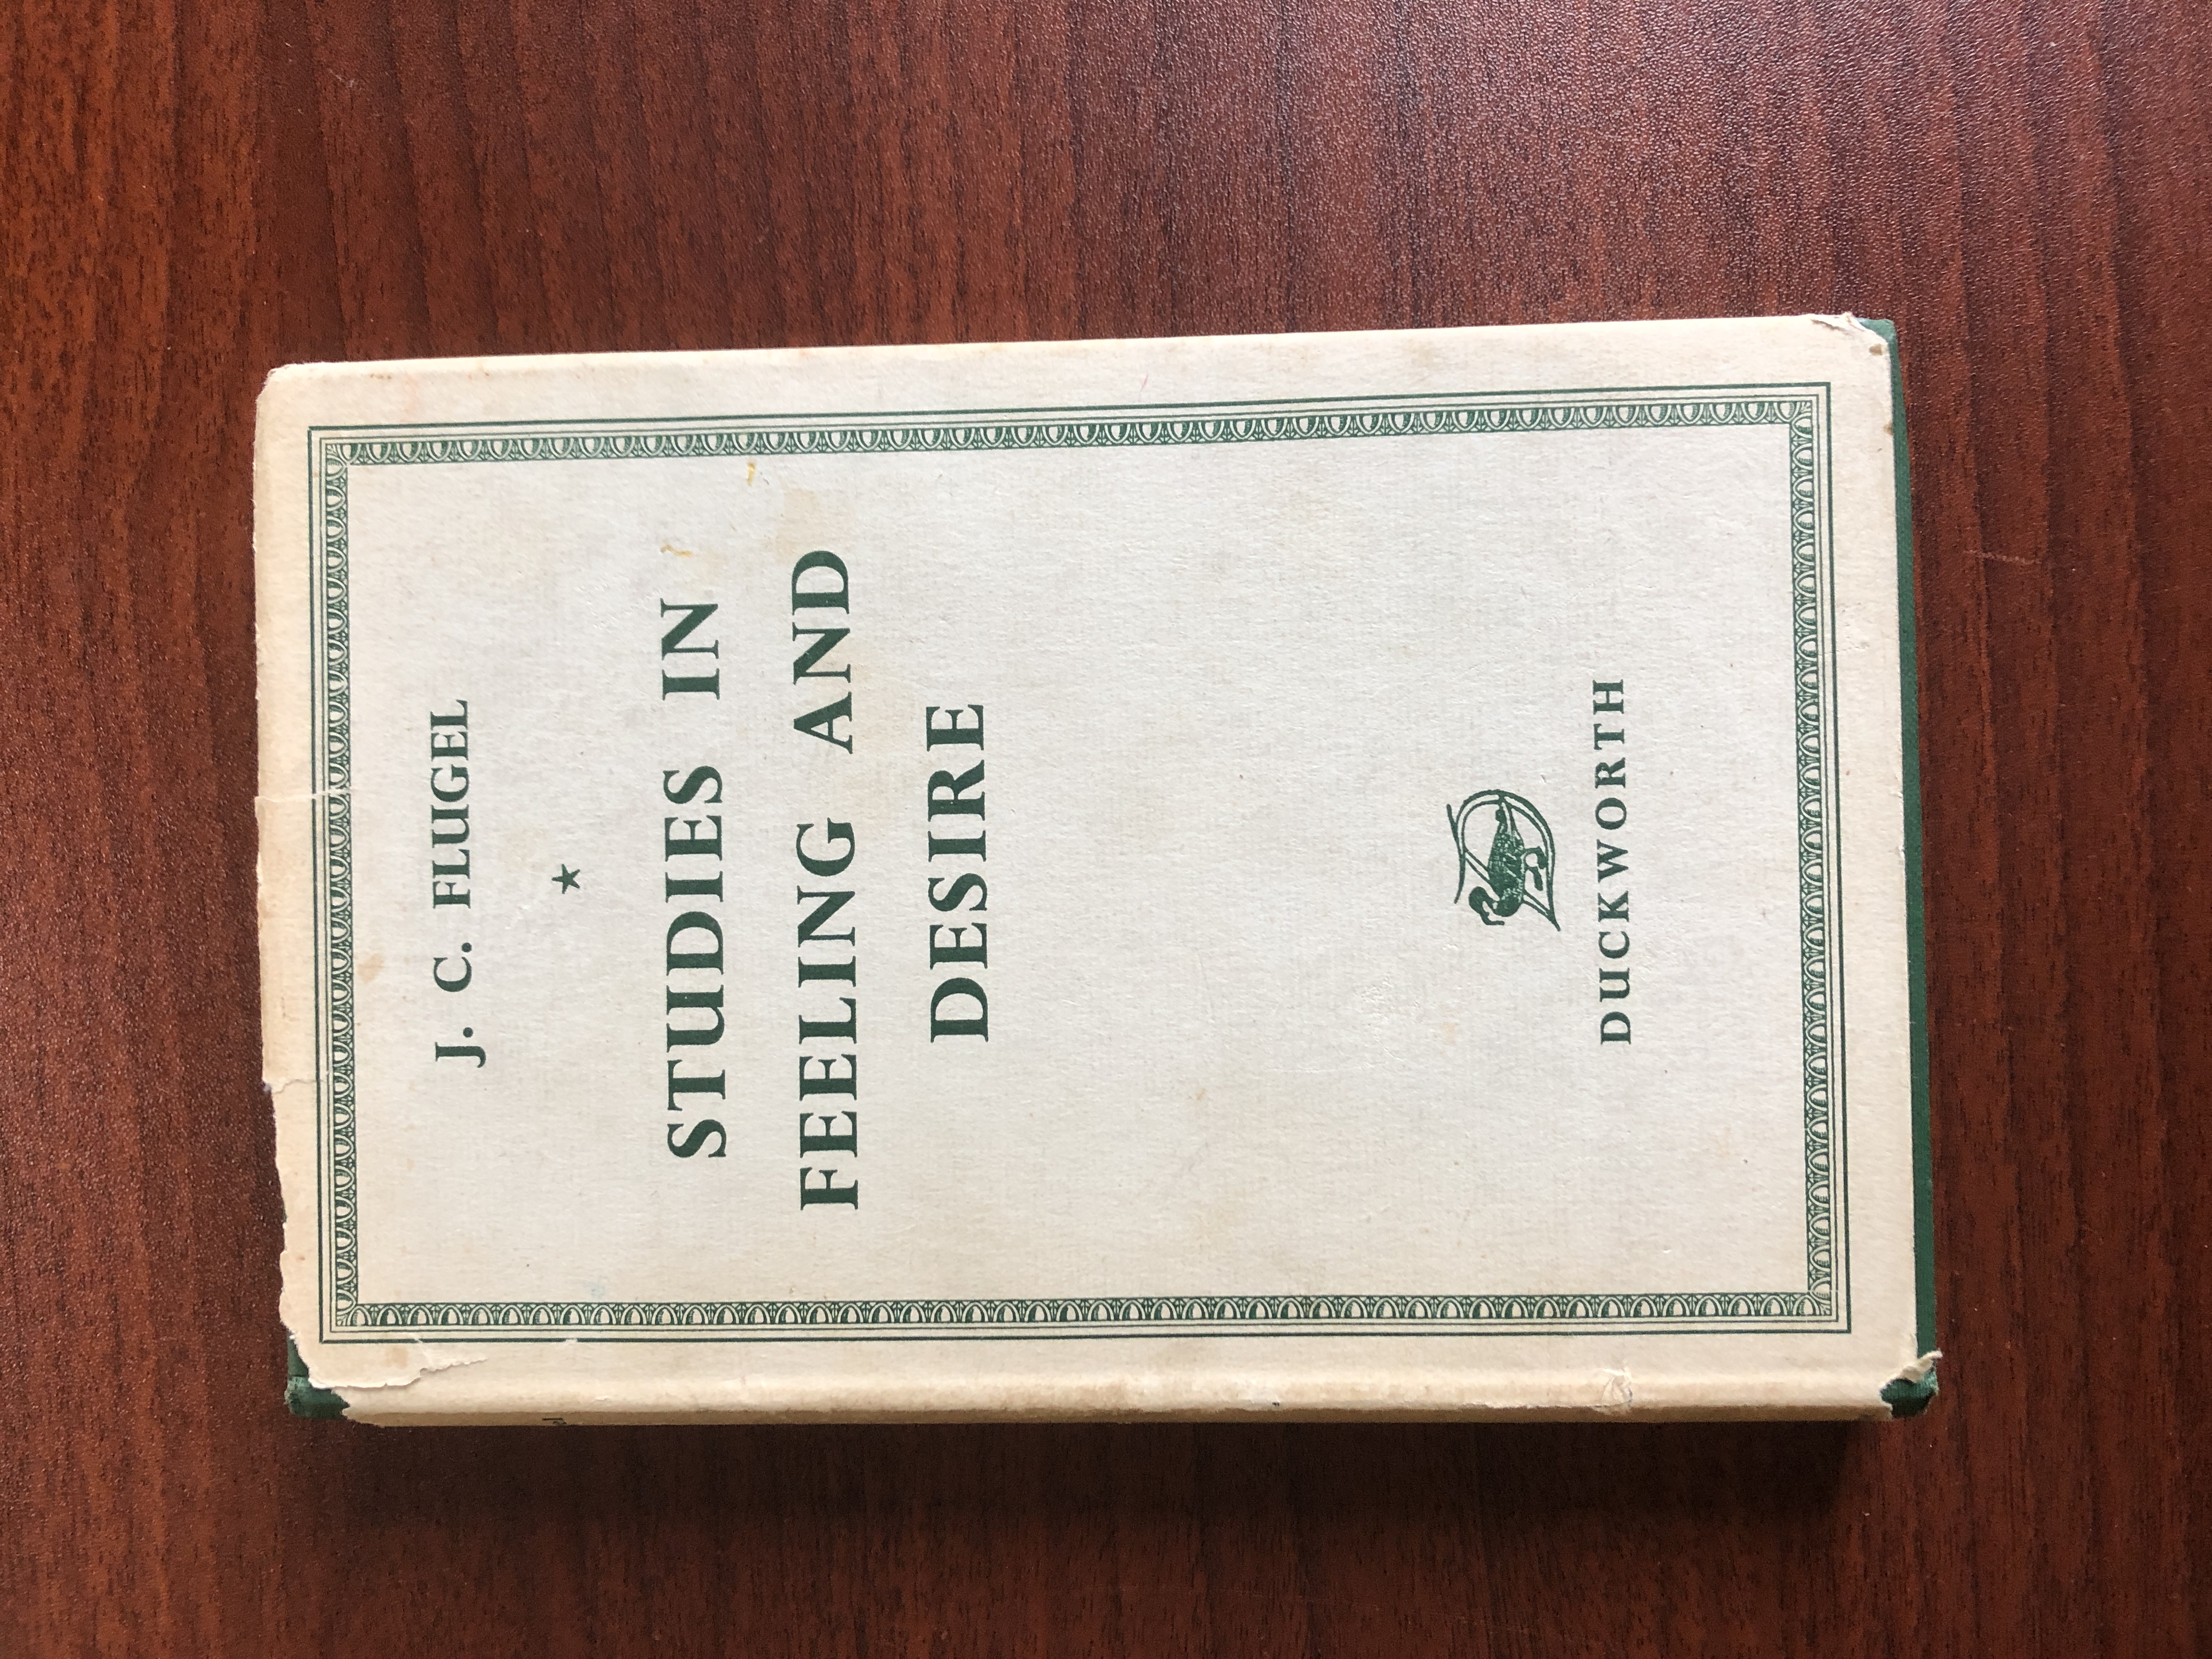 J. C. FLUGEL
★
STUDIES IN
FEELING AND
DESIRE
DUCKWORTH